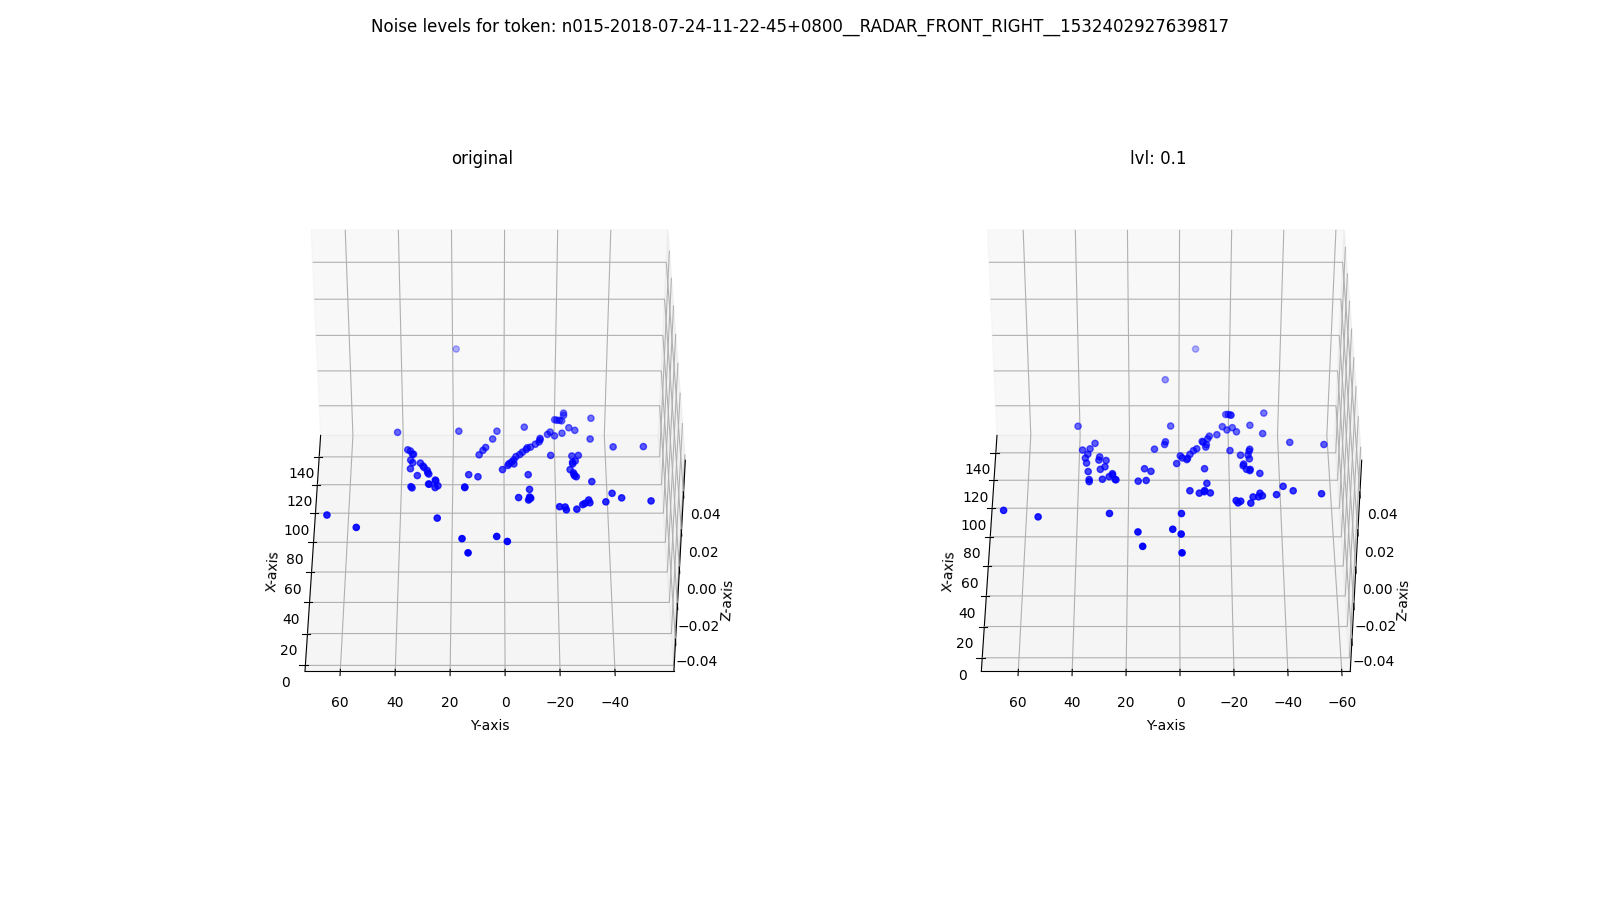 Noise levels for token: n015-2018-07-24-11-22-45+0800__RADAR_FRONT_RIGHT__1532402927639817
original
140
120
100
80
60
40
20
0
X-axis
60 40 20 0 −20 −40
Y-axis
0.04
0.02
0.00
−0.02
−0.04
Z-axis
lvl: 0.1
140
120
100
80
60
40
20
0
X-axis
60 40 20 0 −20 −40 −60
Y-axis
0.04
0.02
0.00
−0.02
−0.04
Z-axis